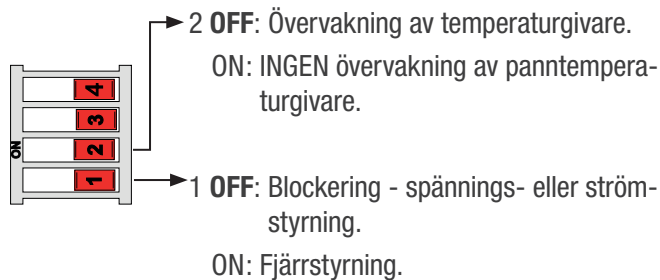 2 OFF: Övervakning av temperaturgivare.
ON: INGEN övervakning av panntempera-
turgivare.
4
3
ON
2
1
1 OFF: Blockering - spännings- eller ström-
styrning.
ON: Fjärrstyrning.